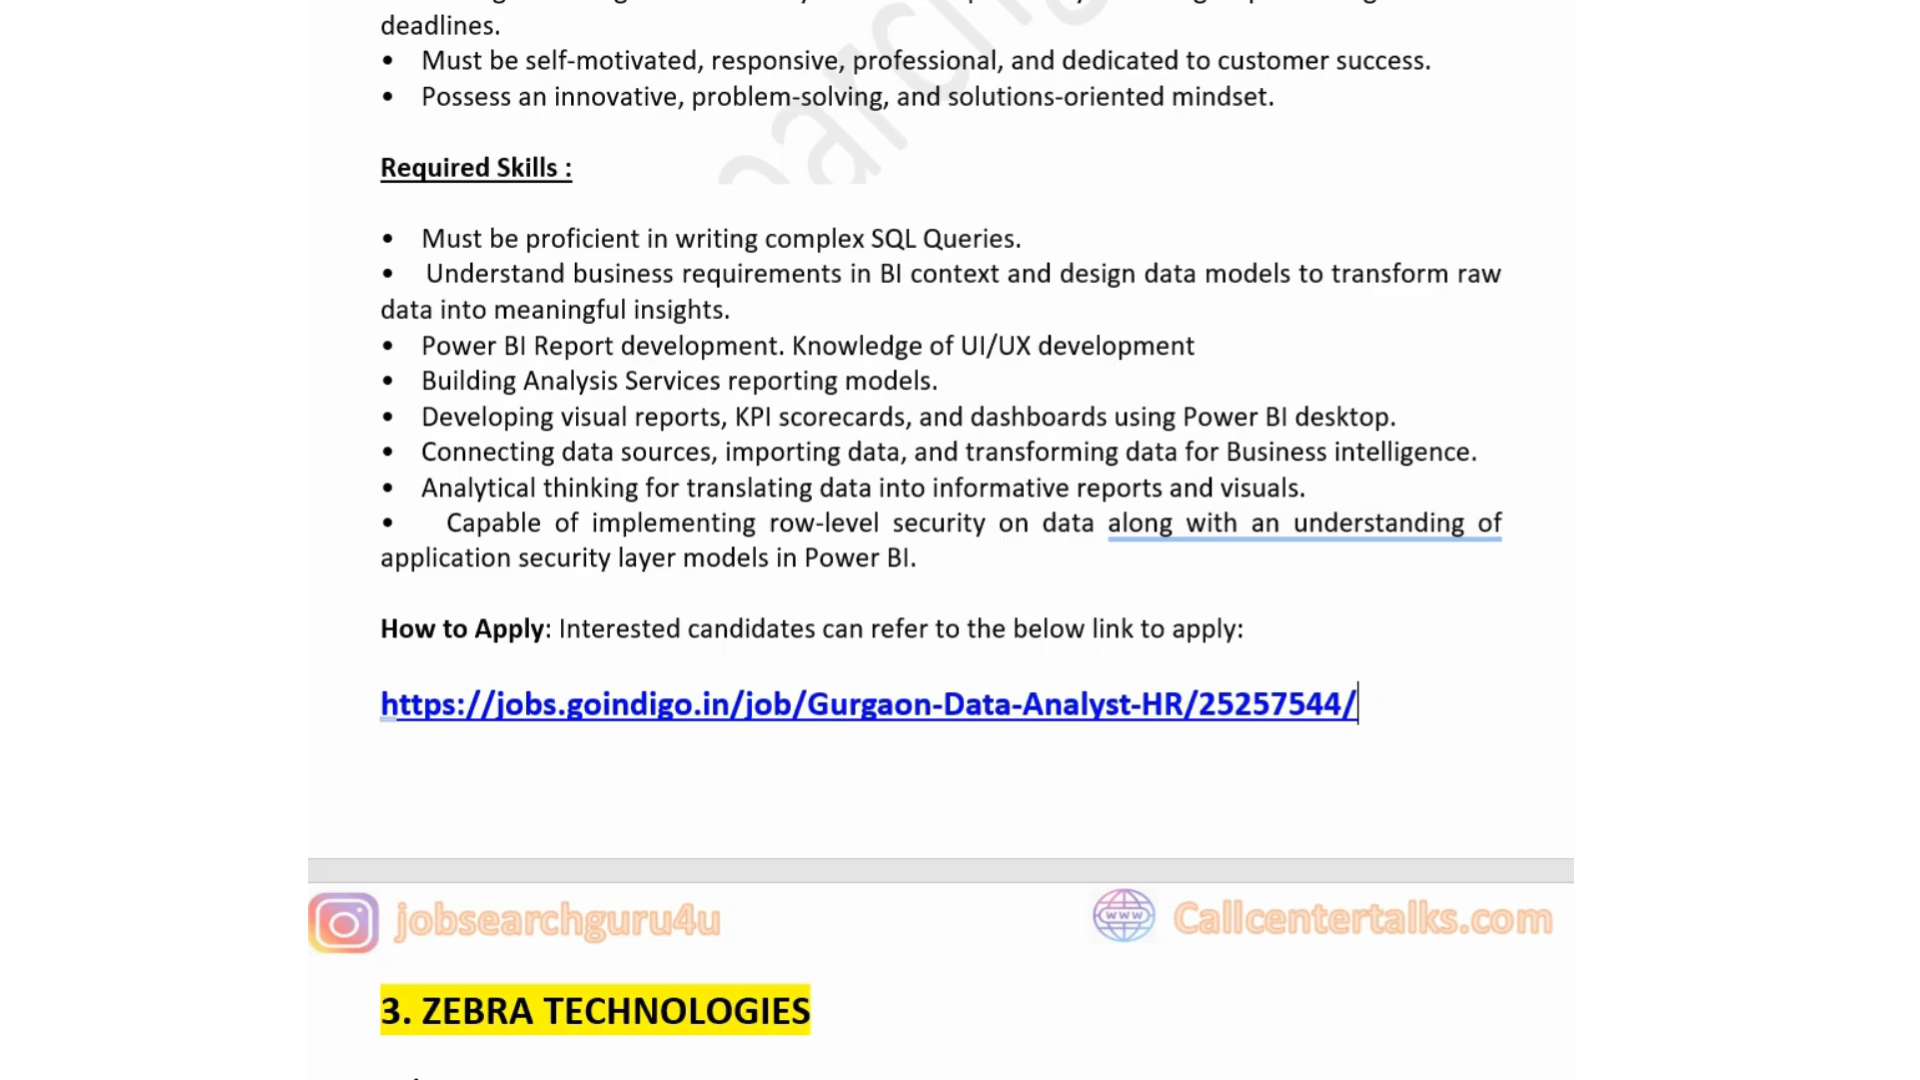 deadlines.
• Must be self-motivated, responsive, professional, and dedicated to customer success.
• Possess an innovative, problem-solving, and solutions-oriented mindset.
Required Skills :
• Must be proficient in writing complex SQL Queries.
• Understand business requirements in BI context and design data models to transform raw
data into meaningful insights.
• Power BI Report development. Knowledge of UI/UX development
• Building Analysis Services reporting models.
• Developing visual reports, KPI scorecards, and dashboards using Power BI desktop.
• Connecting data sources, importing data, and transforming data for Business intelligence.
• Analytical thinking for translating data into informative reports and visuals.
• Capable of implementing row-level security on data along with an understanding of
application security layer models in Power BI.
How to Apply: Interested candidates can refer to the below link to apply:
https://jobs.goindigo.in/job/Gurgaon-Data-Analyst-HR/25257544/
jobsearchguru4u
www Callcentertalks.com
3. ZEBRA TECHNOLOGIES